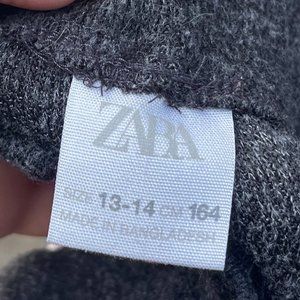 ZARA
SIZE 13-14 CM 164
MADE IN BANGLADESH